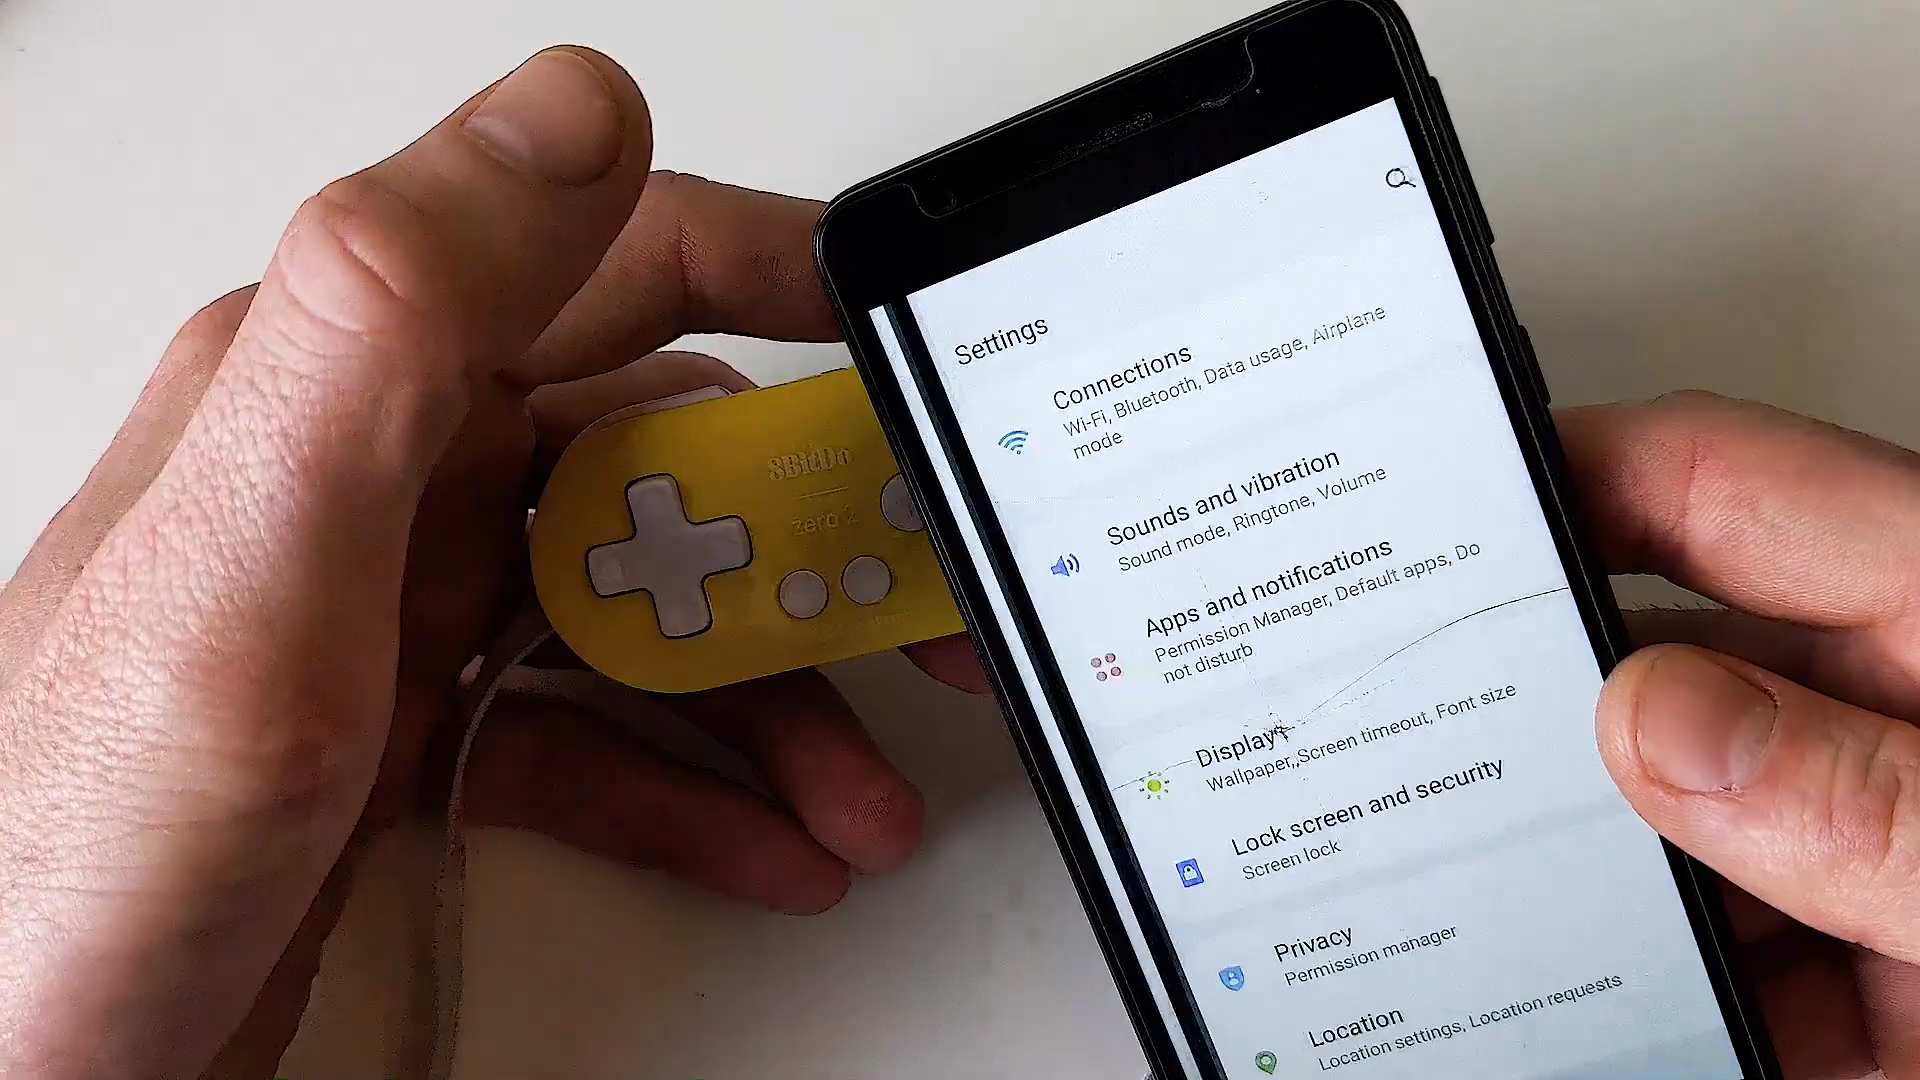 8BitDo
zero 2
Settings
Connections
Wi-Fi, Bluetooth, Data usage, Airplane
mode
Sounds and vibration
Sound mode, Ringtone, Volume
Apps and notifications
Permission Manager, Default apps, Do
not disturb
Display
Wallpaper, Screen timeout, Font size
Lock screen and security
Screen lock
Privacy
Permission manager
Location
Location settings, Location requests